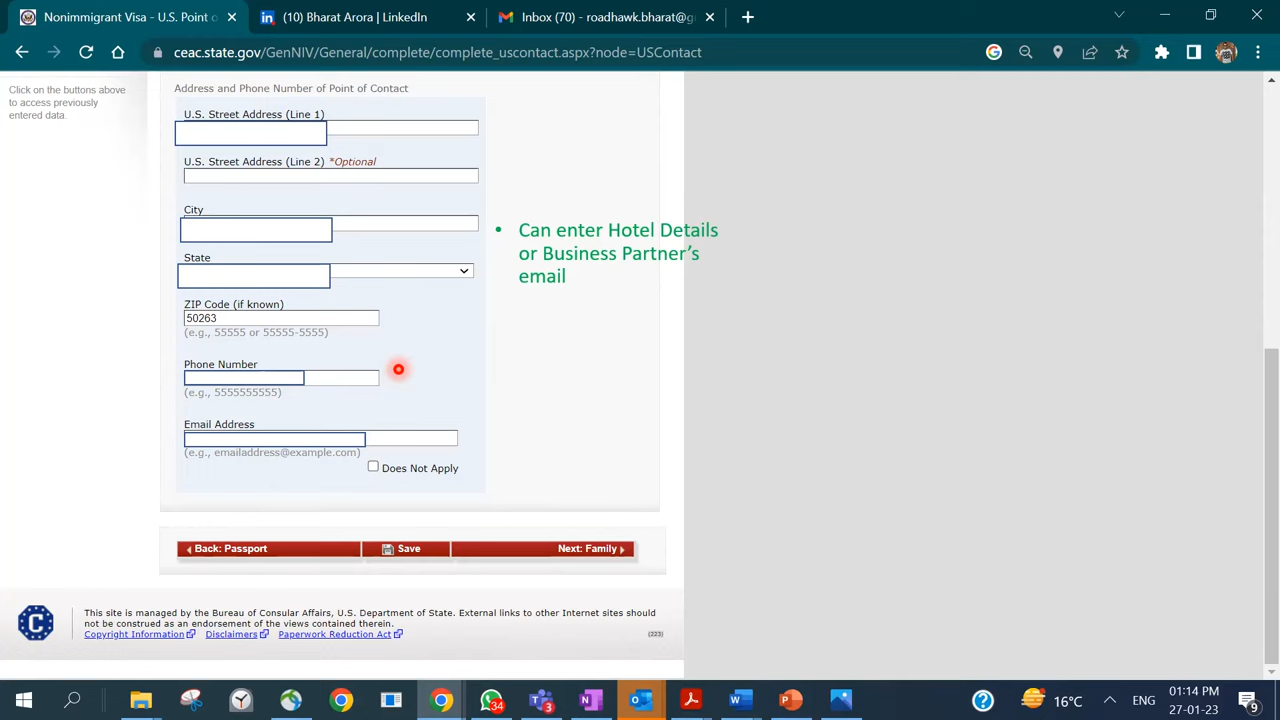 Nonimmigrant Visa - U.S. Point o
(10) Bharat Arora | LinkedIn
Inbox (70) - roadhawk.bharat@g
ceac.state.gov/GenNIV/General/complete/complete_uscontact.aspx?node=USContact
Click on the buttons above
to access previously
entered data.
Address and Phone Number of Point of Contact
U.S. Street Address (Line 1)
U.S. Street Address (Line 2) *Optional
City
State
ZIP Code (if known)
50263
(e.g., 55555 or 55555-5555)
Phone Number
(e.g., 5555555555)
Email Address
(e.g., emailaddress@example.com)
Does Not Apply
• Can enter Hotel Details
or Business Partner's
email
Back: Passport
Save
Next: Family
This site is managed by the Bureau of Consular Affairs, U.S. Department of State. External links to other Internet sites should
not be construed as an endorsement of the views contained therein.
Copyright Information Disclaimers Paperwork Reduction Act
(223)
C
34
3
16°C
ENG
01:14 PM
27-01-23
9